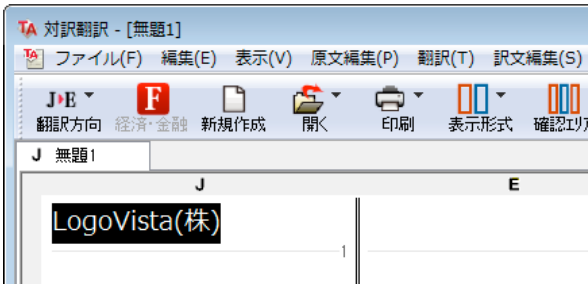 TA 対訳翻訳 - [無題1]
ファイル(F) 編集(E) 表示(V) 原文編集(P) 翻訳(T) 訳文編集(S)
J▶E F
翻訳方向 経済・金融 新規作成 開く 印刷 表示形式 確認エリア
J 無題1
J E
LogoVista(株)
1